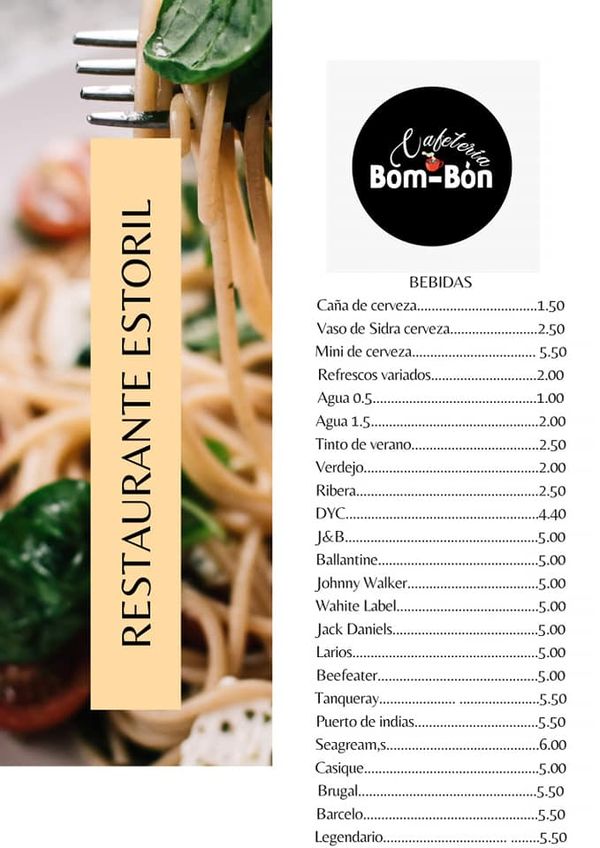 RESTAURANTE ESTORIL
Cafetería
Bom-Bòn
BEBIDAS
Caña de cerveza.................................1.50
Vaso de Sidra cerveza........................2.50
Mini de cerveza.................................. 5.50
Refrescos variados.............................2.00
Agua 0.5.............................................1.00
Agua 1.5..............................................2.00
Tinto de verano...................................2.50
Verdejo................................................2.00
Ribera..................................................2.50
DYC.....................................................4.40
J&B.....................................................5.00
Ballantine............................................5.00
Johnny Walker....................................5.00
Wahite Label.......................................5.00
Jack Daniels........................................5.00
Larios...................................................5.00
Beefeater............................................5.00
Tanqueray..................... ......................5.50
Puerto de indias..................................5.50
Seagream,s..........................................6.00
Casique................................................5.00
Brugal.................................................5.50
Barcelo................................................5.50
Legendario.................................. ........5.50